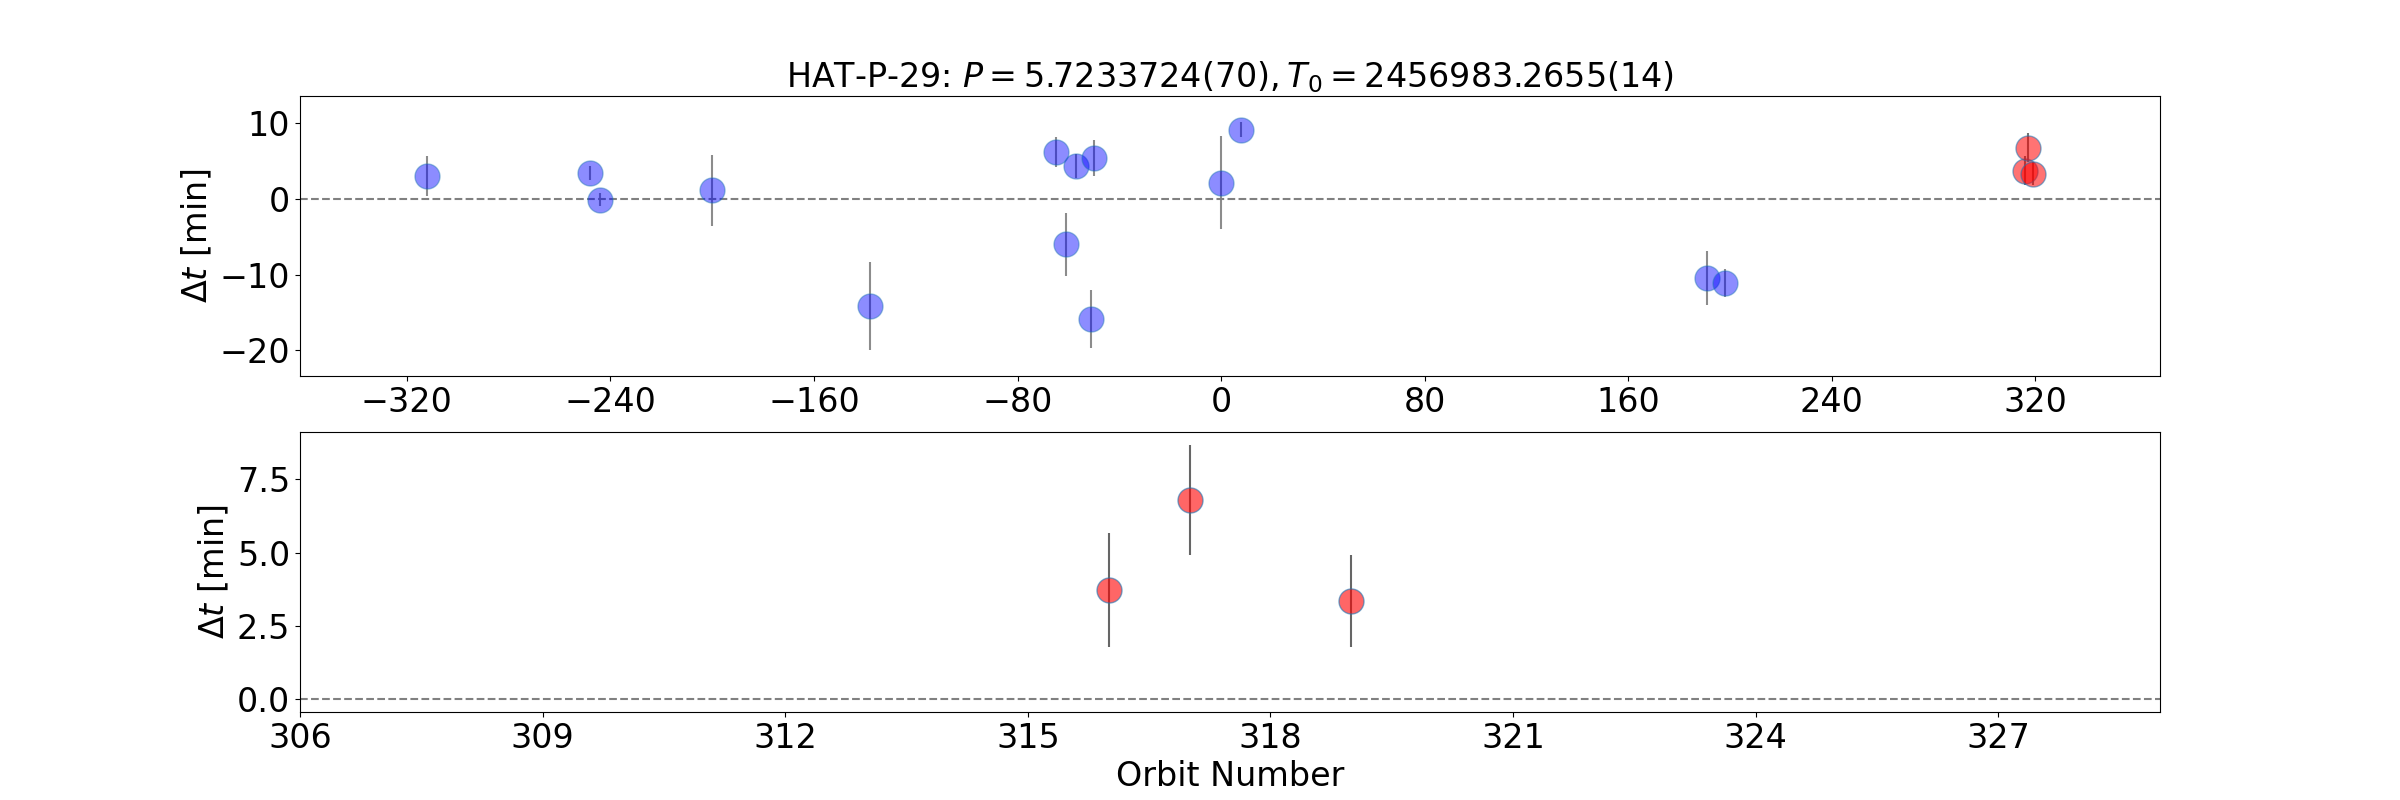 HAT-P-29: P = 5.7233724(70), T₀ = 2456983.2655(14)
10
0
−10
−20
Δt [min]
−320 −240 −160 −80 0 80 160 240 320
7.5
5.0
2.5
0.0
Δt [min]
306 309 312 315 318 321 324 327
Orbit Number